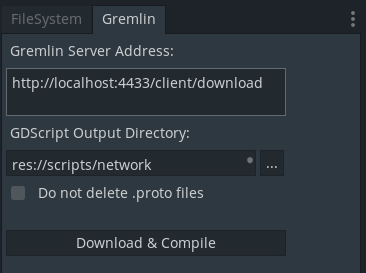 FileSystem Gremlin
Gremlin Server Address:
http://localhost:4433/client/download
GDScript Output Directory:
res://scripts/network ...
Do not delete .proto files
Download & Compile